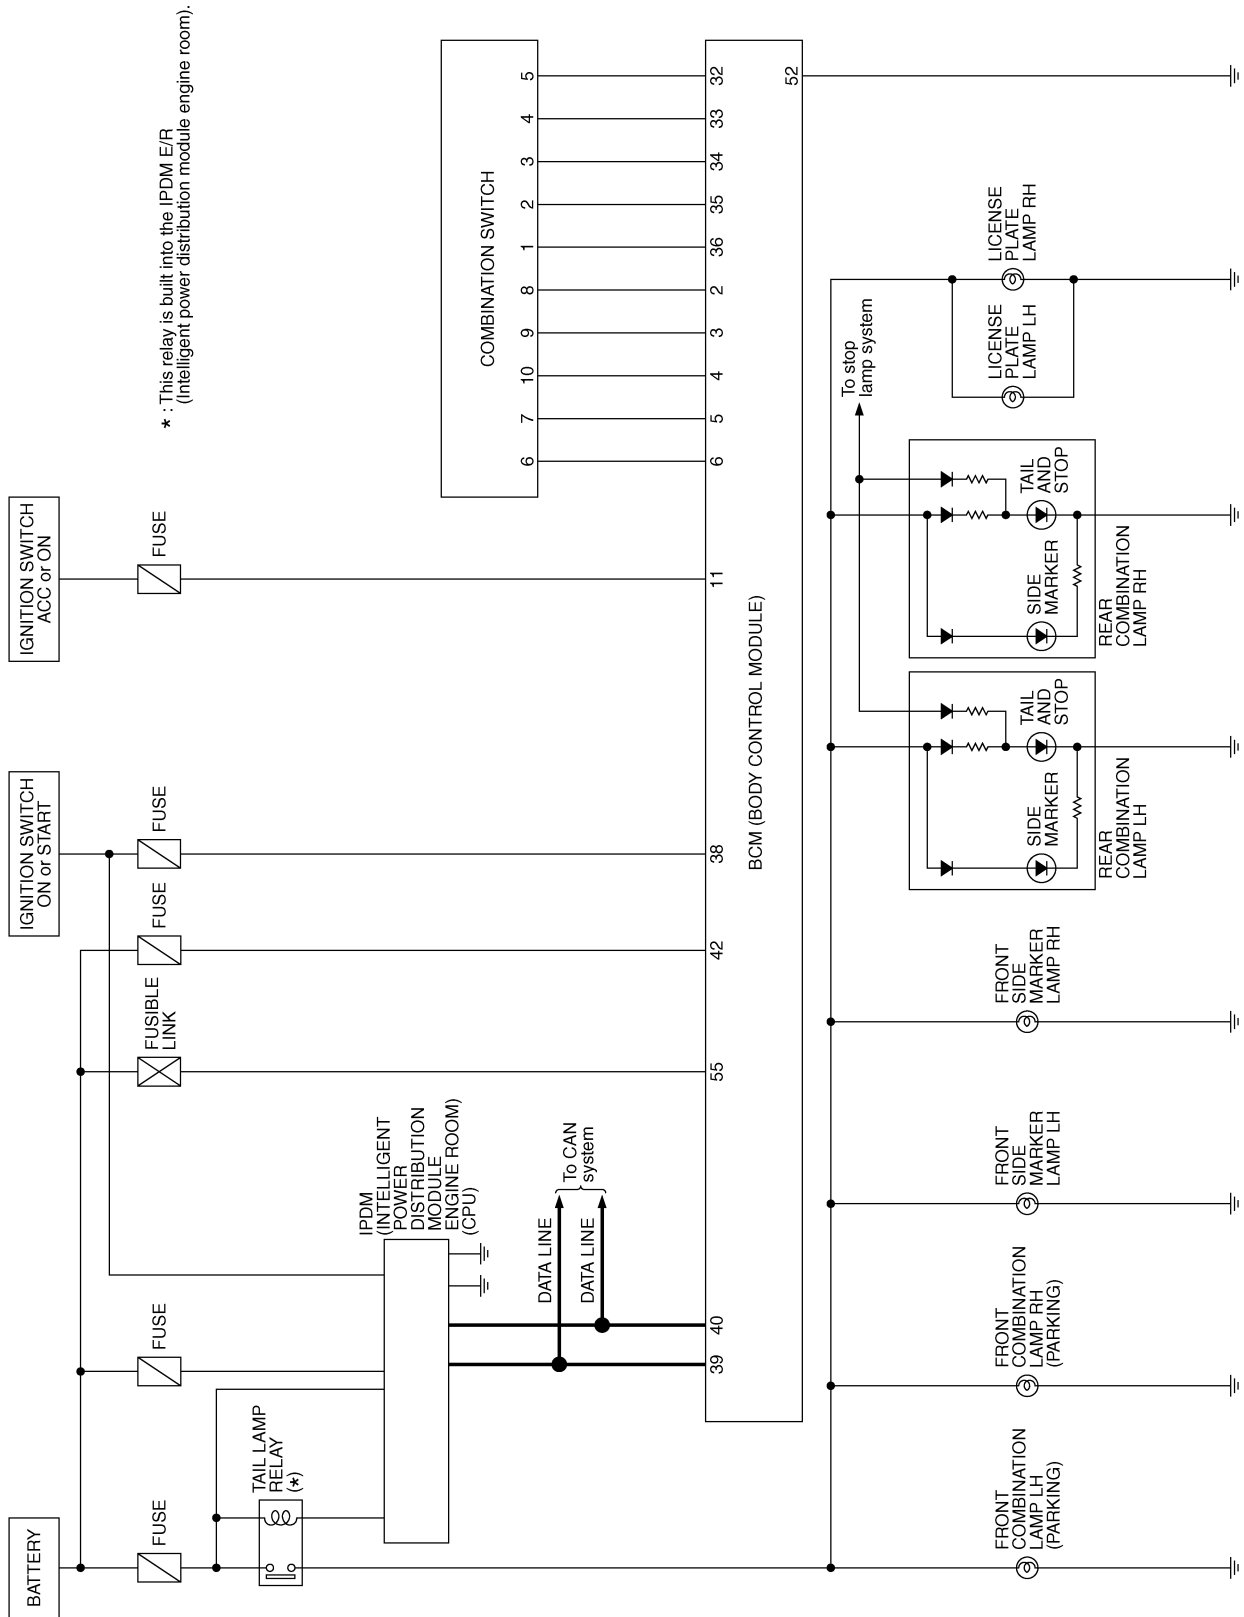 BATTERY
IGNITION SWITCH
ON or START
IGNITION SWITCH
ACC or ON
FUSE
FUSE
FUSIBLE
LINK
FUSE
FUSE
FUSE
* : This relay is built into the IPDM E/R
(Intelligent power distribution module engine room).
TAIL LAMP
RELAY
(*)
IPDM
(INTELLIGENT
POWER
DISTRIBUTION
MODULE
ENGINE ROOM)
(CPU)
COMBINATION SWITCH
6 7 10 9 8 1 2 3 4 5
DATA LINE
DATA LINE
To CAN
system
39 40 55 42 38 11 6 5 4 3 2 36 35 34 33 32
BCM (BODY CONTROL MODULE)
52
To stop
lamp system
FRONT
COMBINATION
LAMP LH
(PARKING)
FRONT
COMBINATION
LAMP RH
(PARKING)
FRONT
SIDE
MARKER
LAMP LH
FRONT
SIDE
MARKER
LAMP RH
SIDE
MARKER
TAIL
AND
STOP
REAR
COMBINATION
LAMP LH
SIDE
MARKER
TAIL
AND
STOP
REAR
COMBINATION
LAMP RH
LICENSE
PLATE
LAMP LH
LICENSE
PLATE
LAMP RH